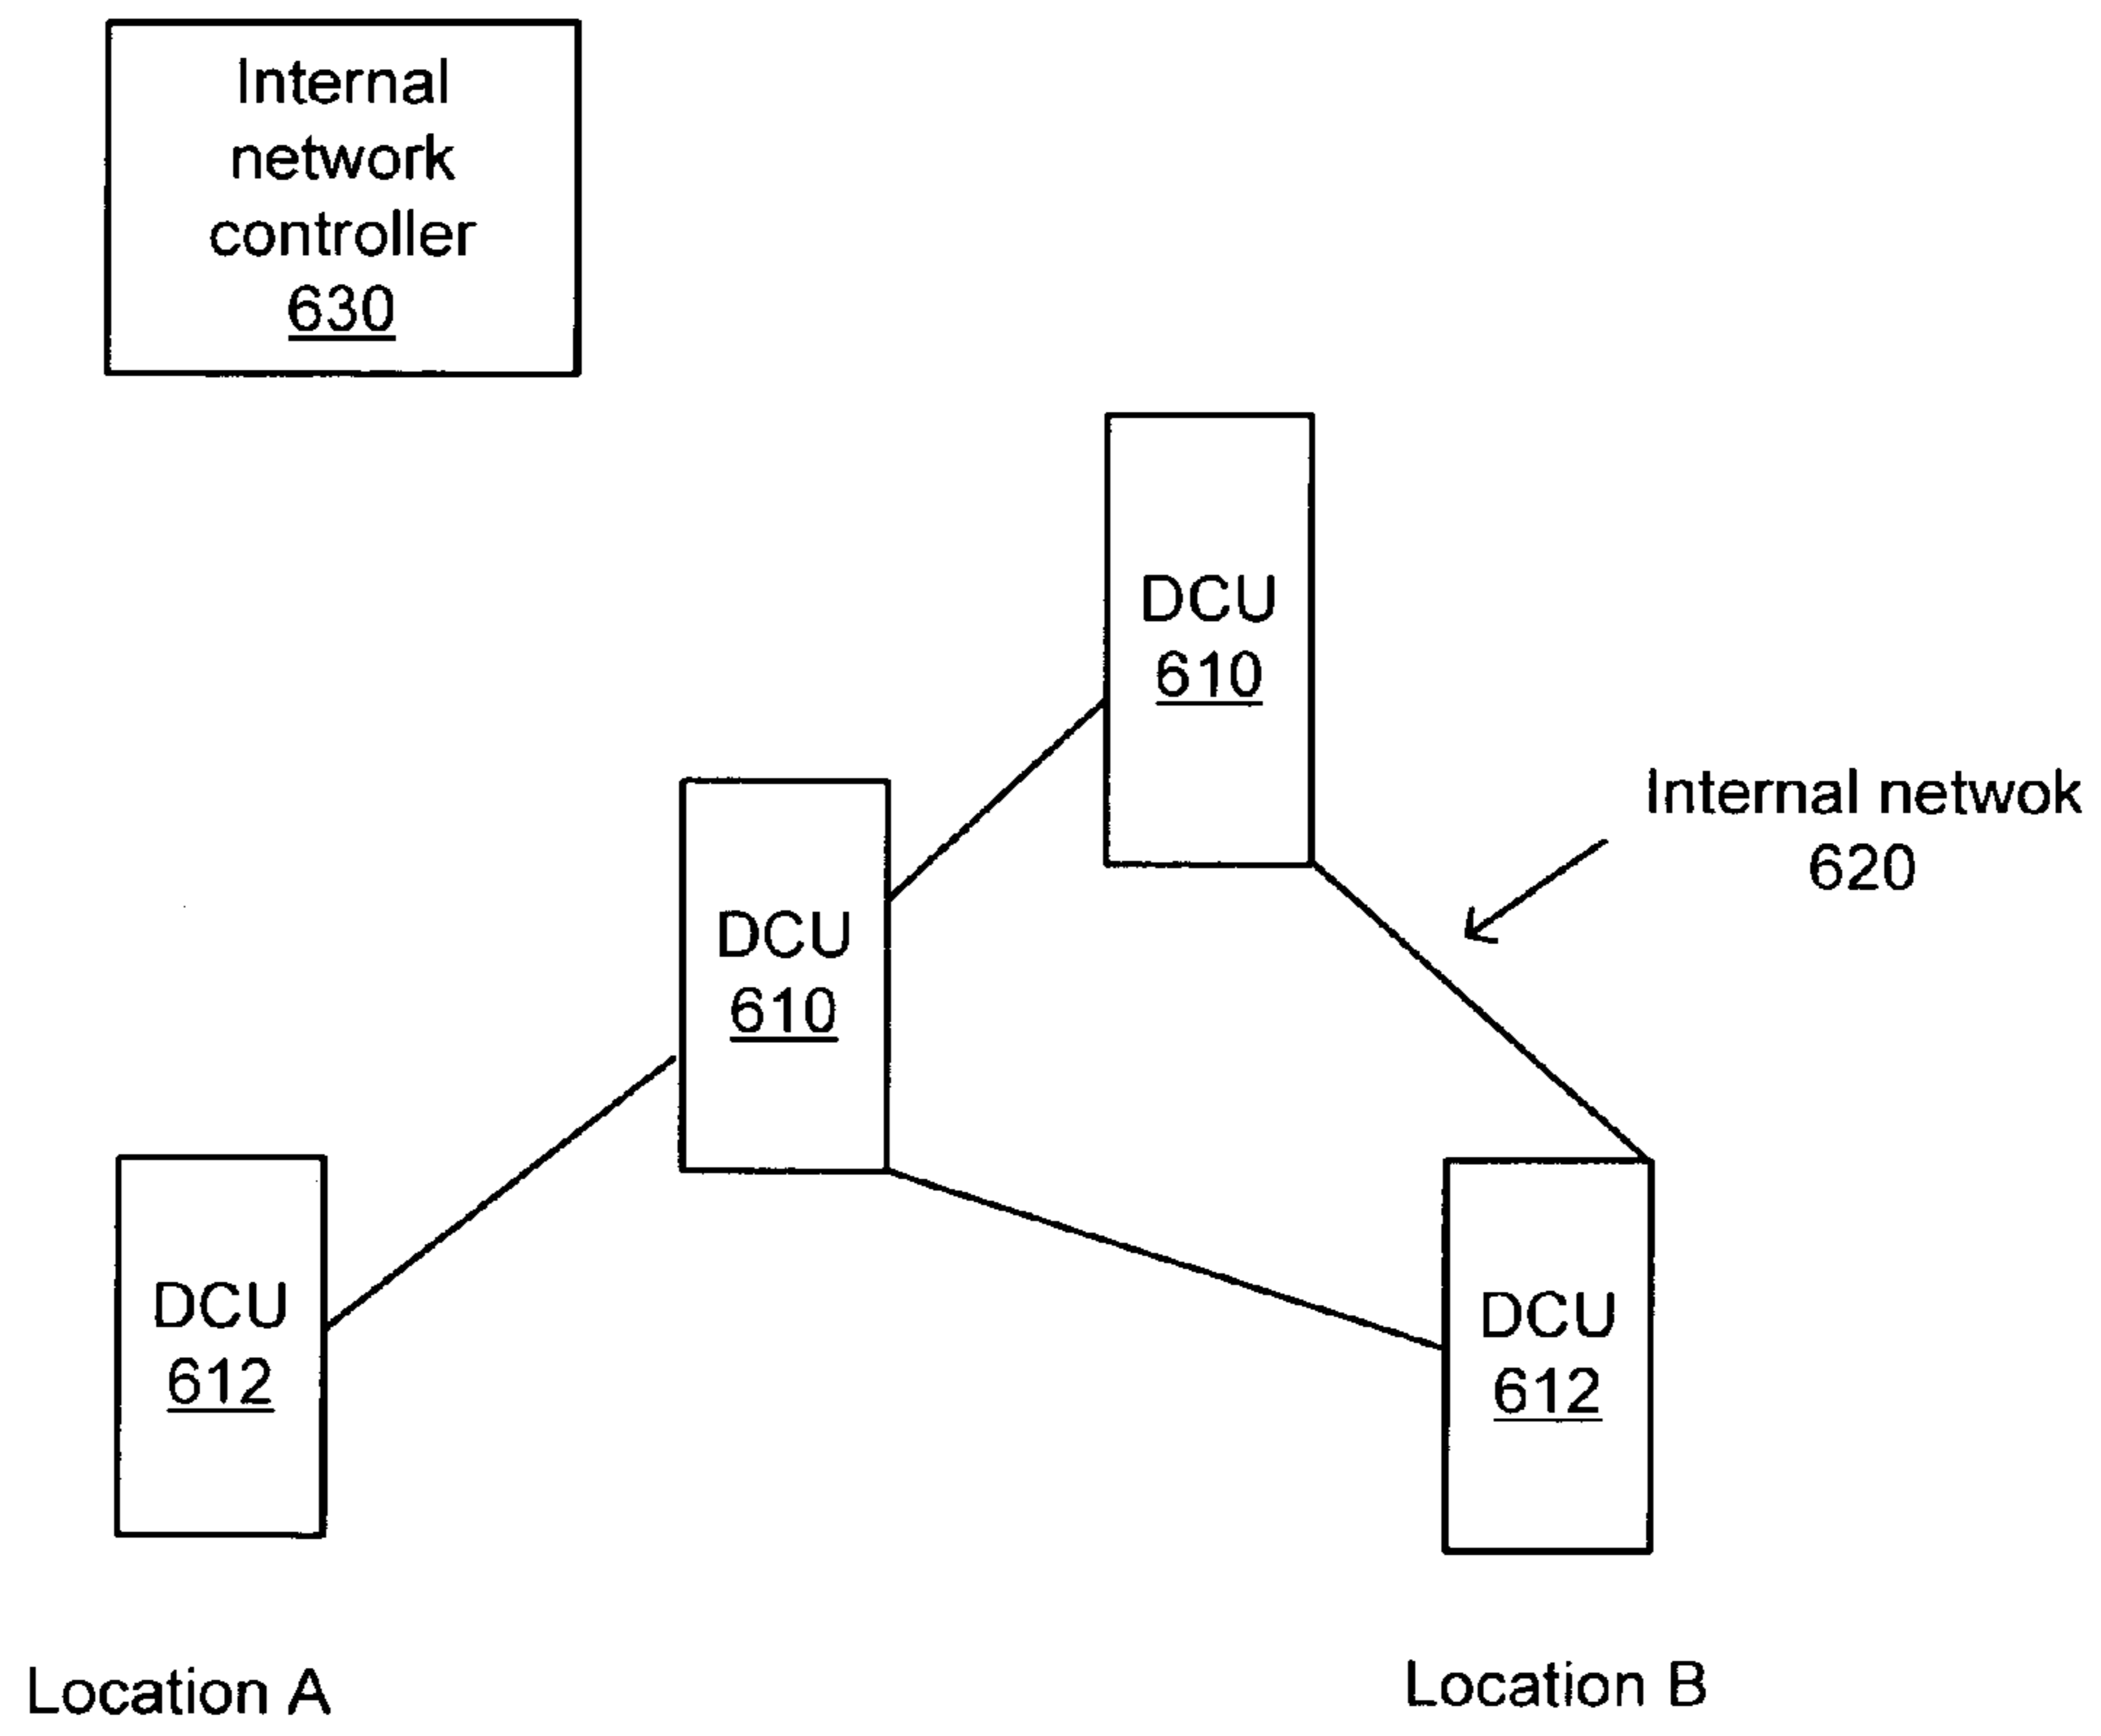 Internal
network
controller
630
DCU
610
Internal netwok
620
DCU
610
DCU
612
DCU
612
Location A
Location B